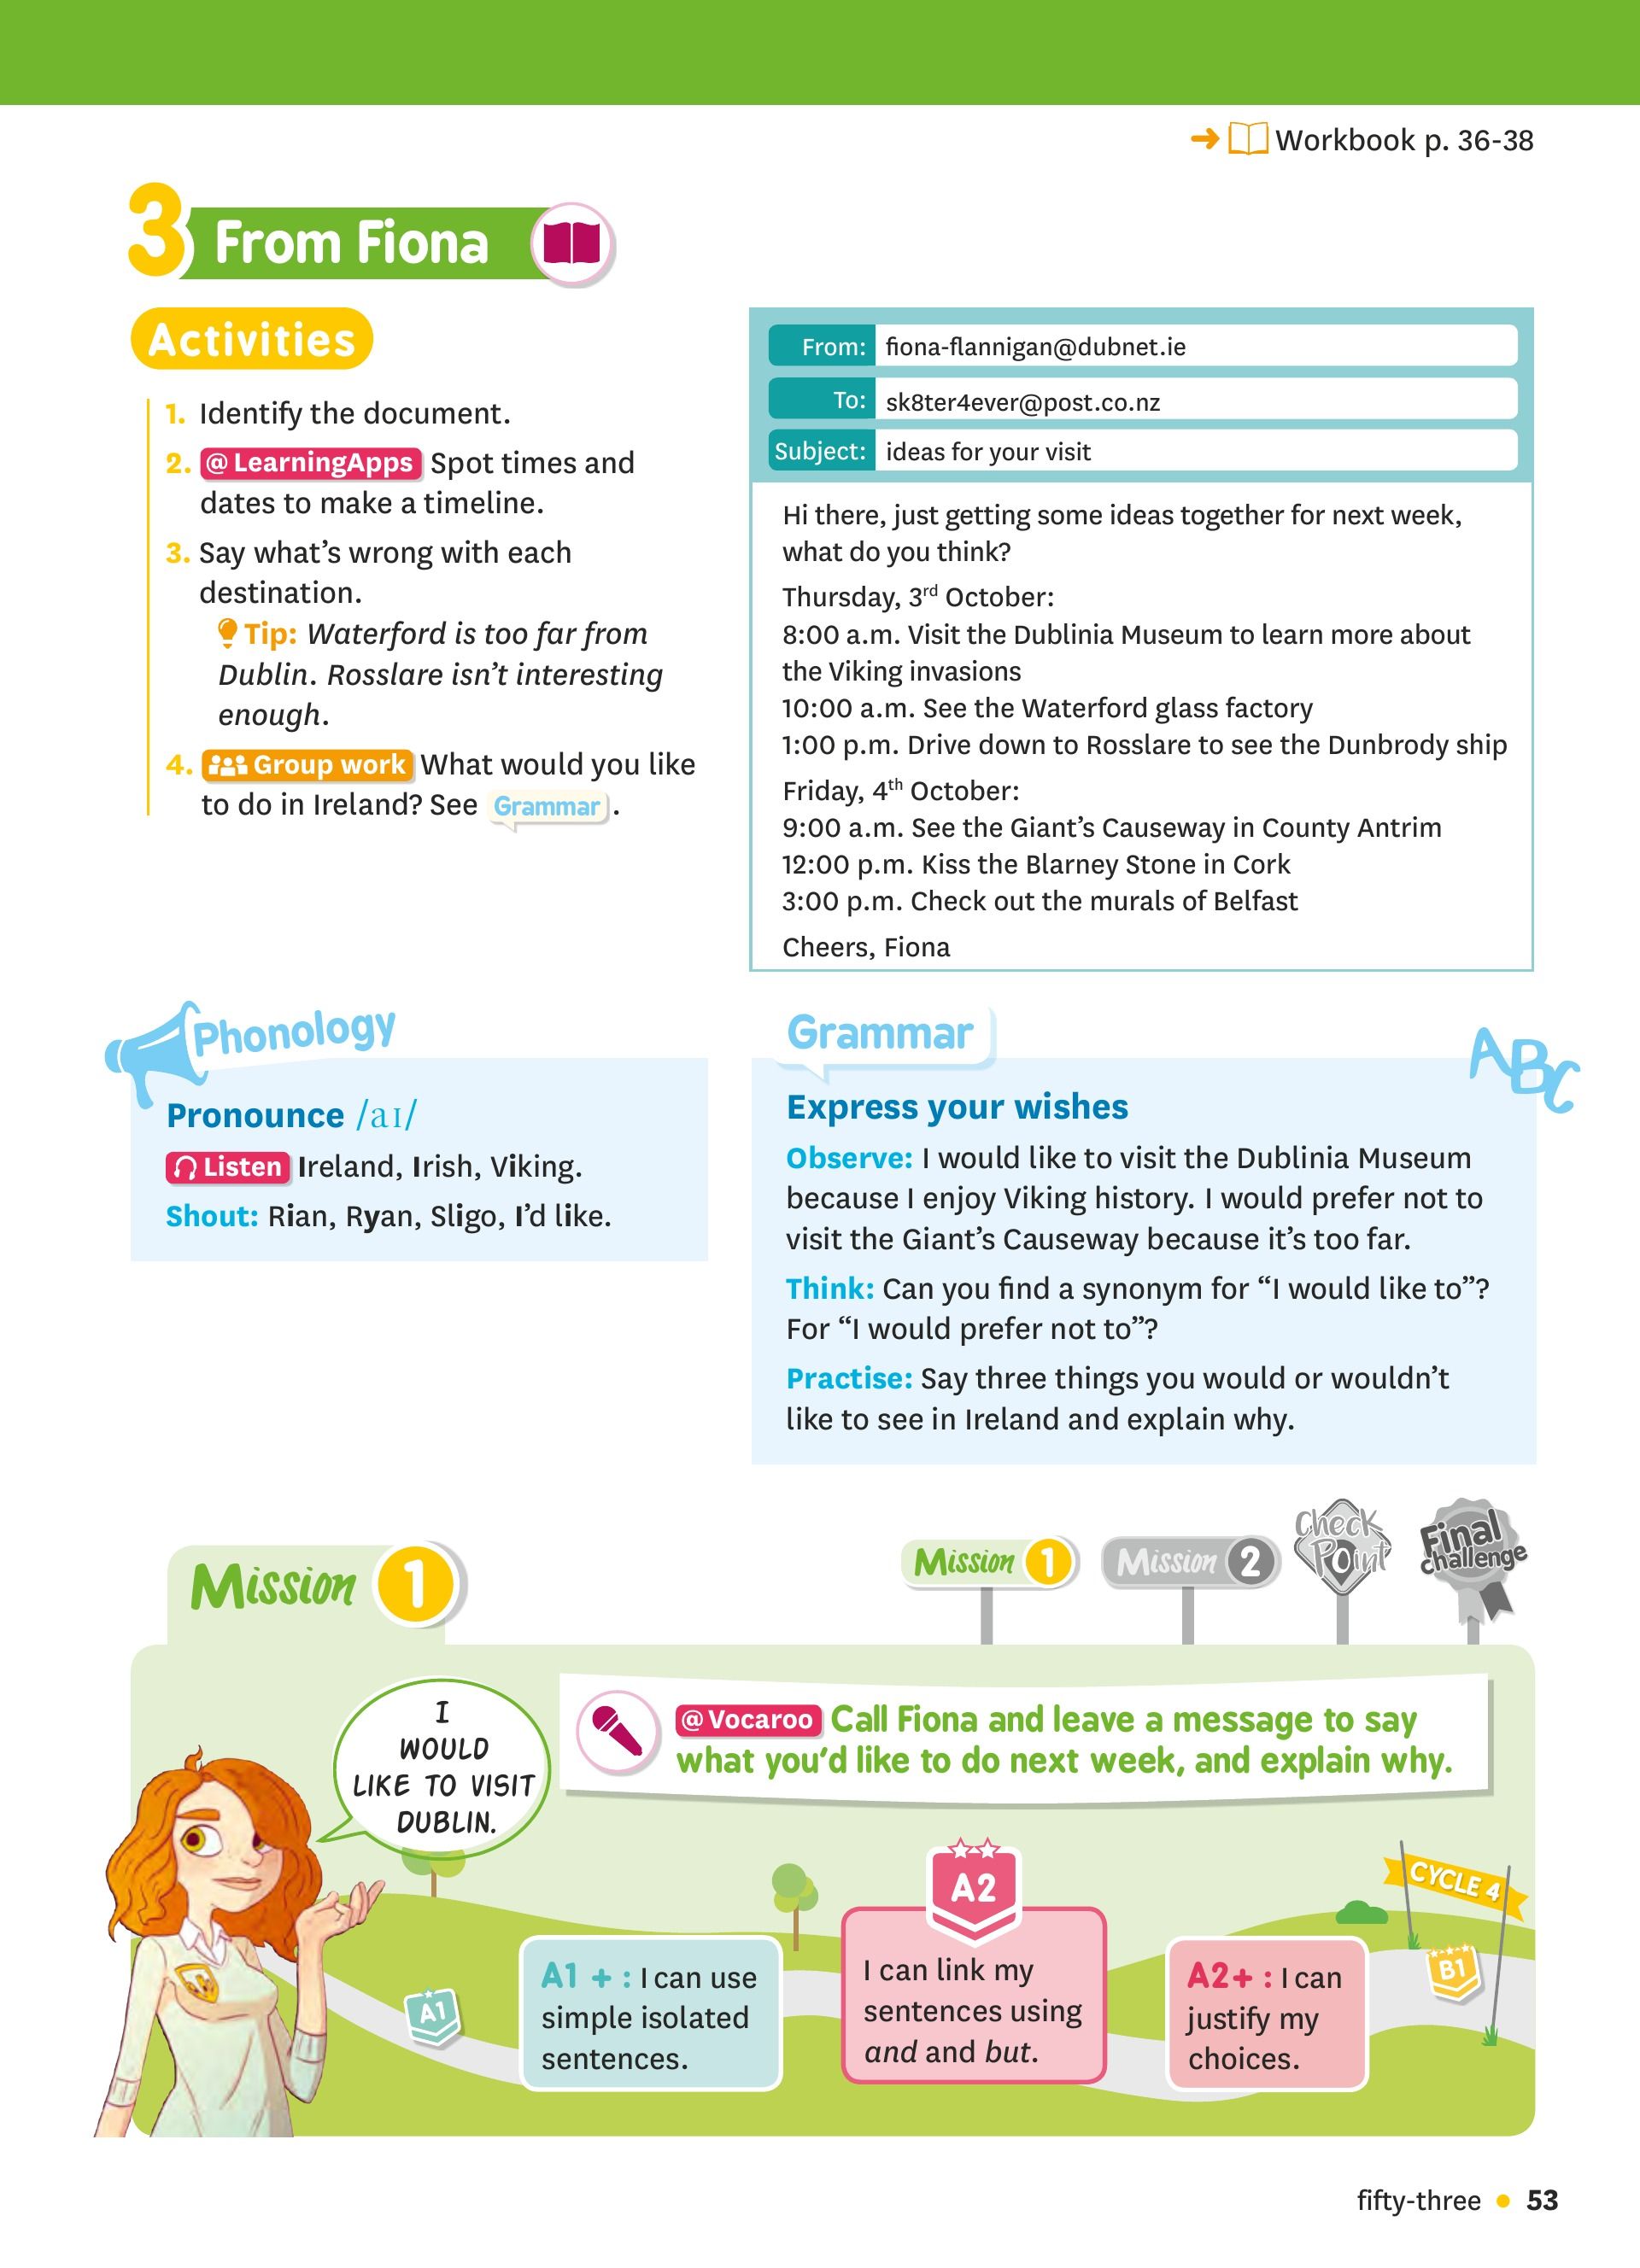 Workbook p. 36-38
3 From Fiona
Activities
1. Identify the document.
2. @ LearningApps Spot times and
dates to make a timeline.
3. Say what's wrong with each
destination.
Tip: Waterford is too far from
Dublin. Rosslare isn't interesting
enough.
4. Group work What would you like
to do in Ireland? See Grammar.
From: fiona-flannigan@dubnet.ie
To: sk8ter4ever@post.co.nz
Subject: ideas for your visit
Hi there, just getting some ideas together for next week,
what do you think?
Thursday, 3rd October:
8:00 a.m. Visit the Dublinia Museum to learn more about
the Viking invasions
10:00 a.m. See the Waterford glass factory
1:00 p.m. Drive down to Rosslare to see the Dunbrody ship
Friday, 4th October:
9:00 a.m. See the Giant's Causeway in County Antrim
12:00 p.m. Kiss the Blarney Stone in Cork
3:00 p.m. Check out the murals of Belfast
Cheers, Fiona
Phonology
Pronounce /aɪ/
Listen Ireland, Irish, Viking.
Shout: Rian, Ryan, Sligo, I'd like.
Grammar
ABC
Express your wishes
Observe: I would like to visit the Dublinia Museum
because I enjoy Viking history. I would prefer not to
visit the Giant's Causeway because it's too far.
Think: Can you find a synonym for "I would like to"?
For "I would prefer not to"?
Practise: Say three things you would or wouldn't
like to see in Ireland and explain why.
Mission 1
Mission 1
Mission 2
Check Point
Final challenge
I
WOULD
LIKE TO VISIT
DUBLIN.
@ Vocaroo Call Fiona and leave a message to say
what you'd like to do next week, and explain why.
A1
A1 + : I can use
simple isolated
sentences.
A2
I can link my
sentences using
and and but.
A2+ : I can
justify my
choices.
B1
CYCLE 4
fifty-three • 53